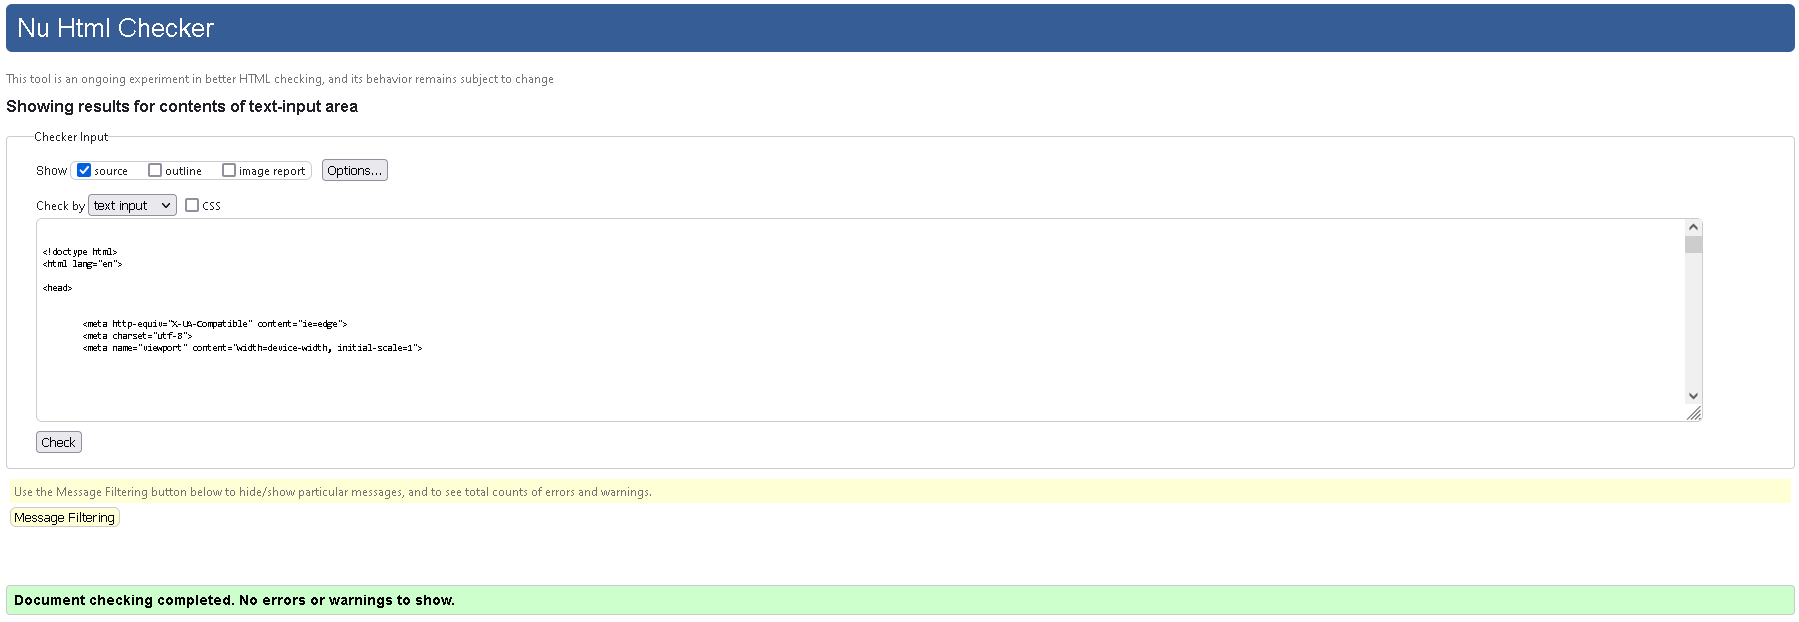 Nu Html Checker
This tool is an ongoing experiment in better HTML checking, and its behavior remains subject to change
Showing results for contents of text-input area
Checker Input
Show source outline image report Options...
Check by text input CSS
<!doctype html>
<html lang="en">
<head>
<meta http-equiv="X-UA-Compatible" content="ie=edge">
<meta charset="utf-8">
<meta name="viewport" content="width=device-width, initial-scale=1">
Check
Use the Message Filtering button below to hide/show particular messages, and to see total counts of errors and warnings.
Message Filtering
Document checking completed. No errors or warnings to show.